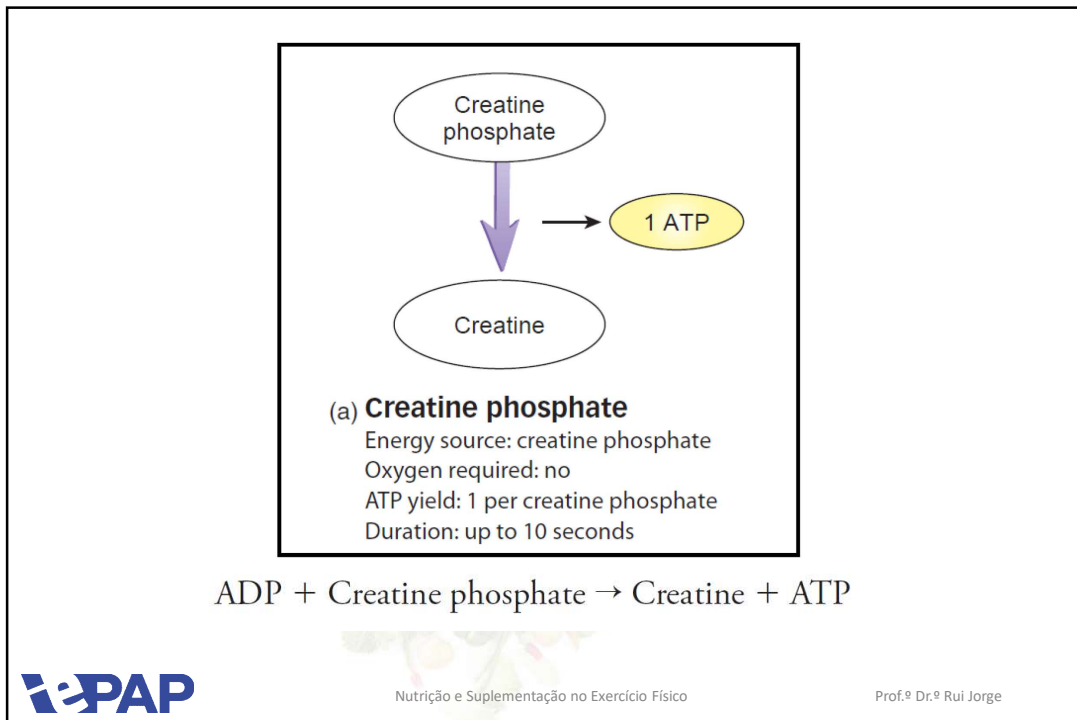 Creatine
phosphate
1 ATP
Creatine
(a) Creatine phosphate
Energy source: creatine phosphate
Oxygen required: no
ATP yield: 1 per creatine phosphate
Duration: up to 10 seconds
ADP + Creatine phosphate → Creatine + ATP
iePAP
Nutrição e Suplementação no Exercício Físico
Prof.º Dr.º Rui Jorge